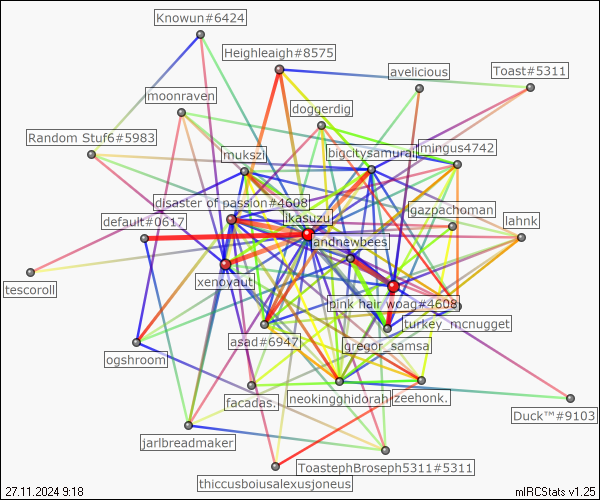 Knowun#6424
Heighleaigh#8575
avelicious
Toast#5311
moonraven
doggerdig
Random Stuf6#5983
mukszi
bigcitysamurai
mingus4742
disaster of passion#4608
default#0617
ikasuzu
gazpachoman
lahnk
andnewbees
tescoroll
xenoyaut
pink hair woag#4608
turkey_mcnugget
asad#6947
gregor_samsa
ogshroom
facadas.
neokingghidorah
zeehonk.
Duck™#9103
jarlbreadmaker
ToastephBroseph5311#5311
thiccusboiusalexusjoneus
27.11.2024 9:18
mIRCStats v1.25